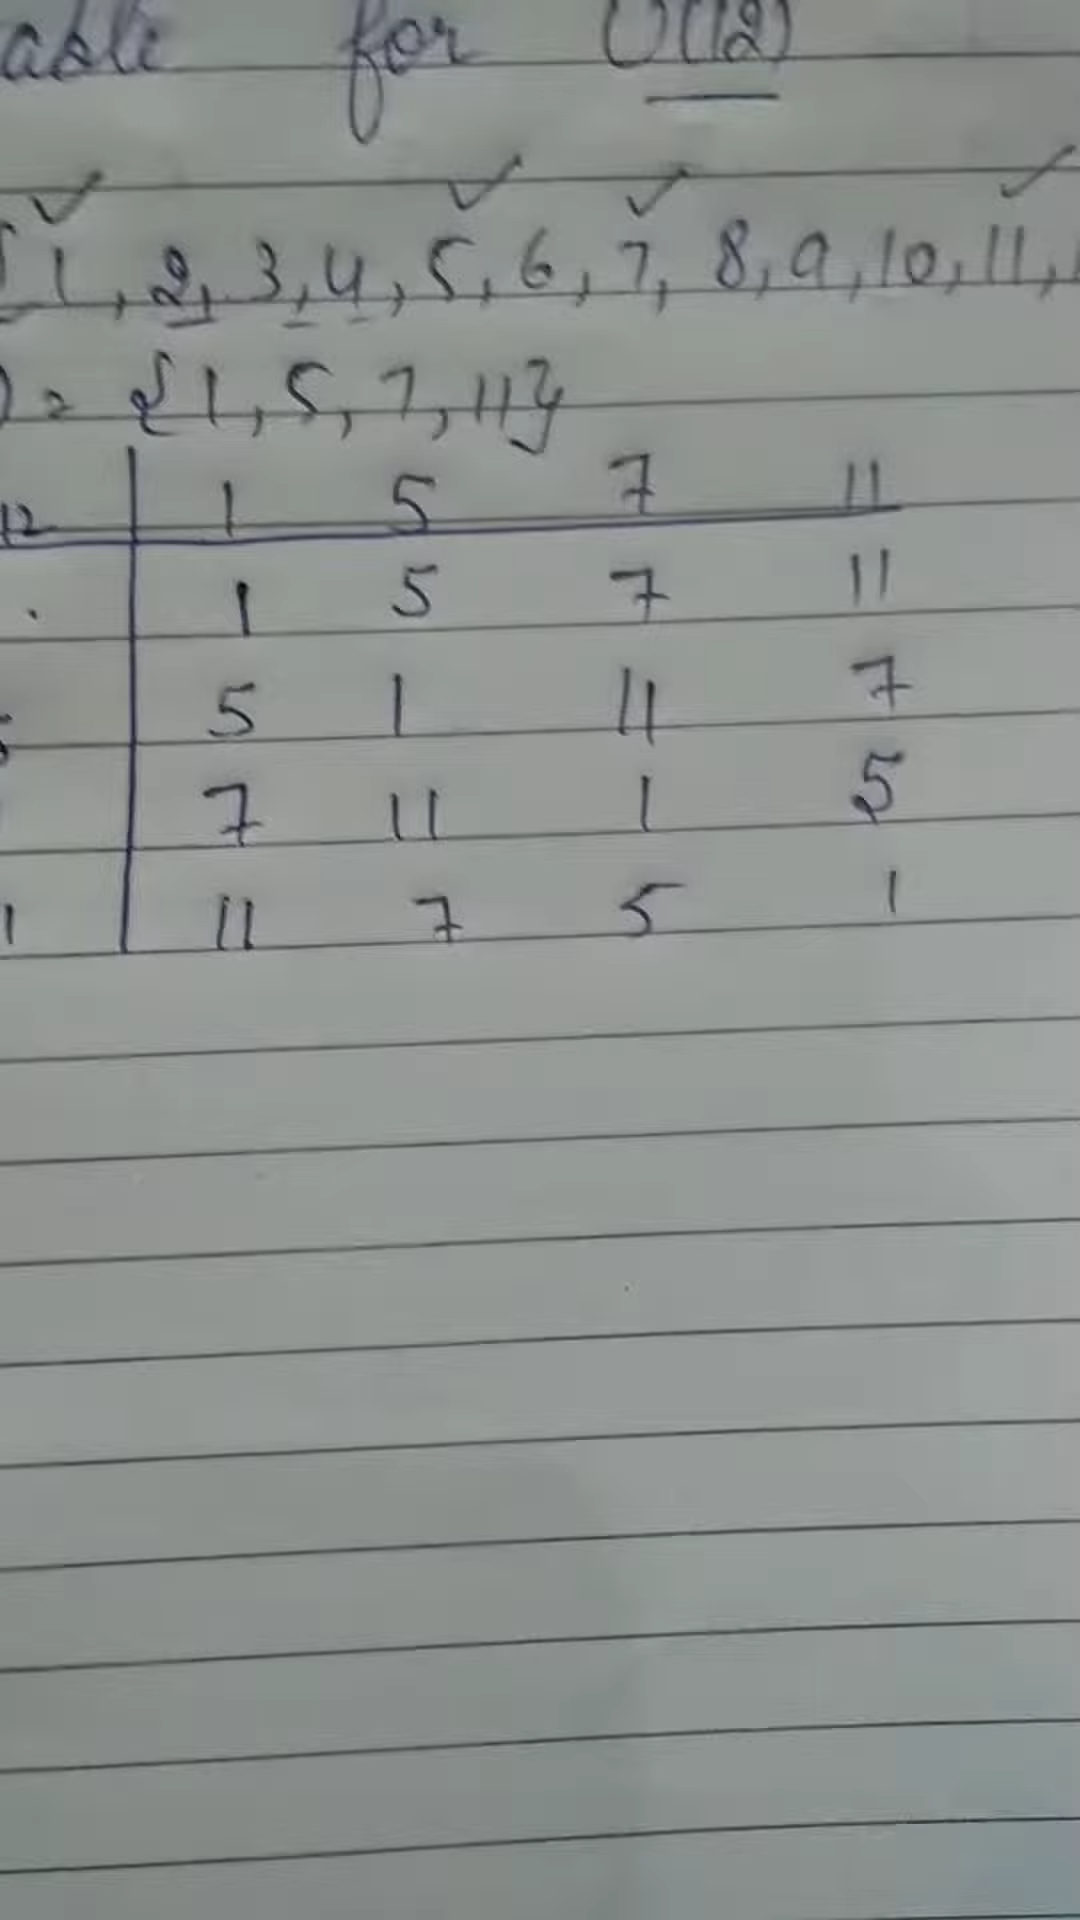 able for U(12)
{1, 2, 3, 4, 5, 6, 7, 8, 9, 10, 11,
) = {1, 5, 7, 11}
12 1 5 7 11
1 5 7 11
5 5 1 11 7
7 11 1 5
1 11 7 5 1